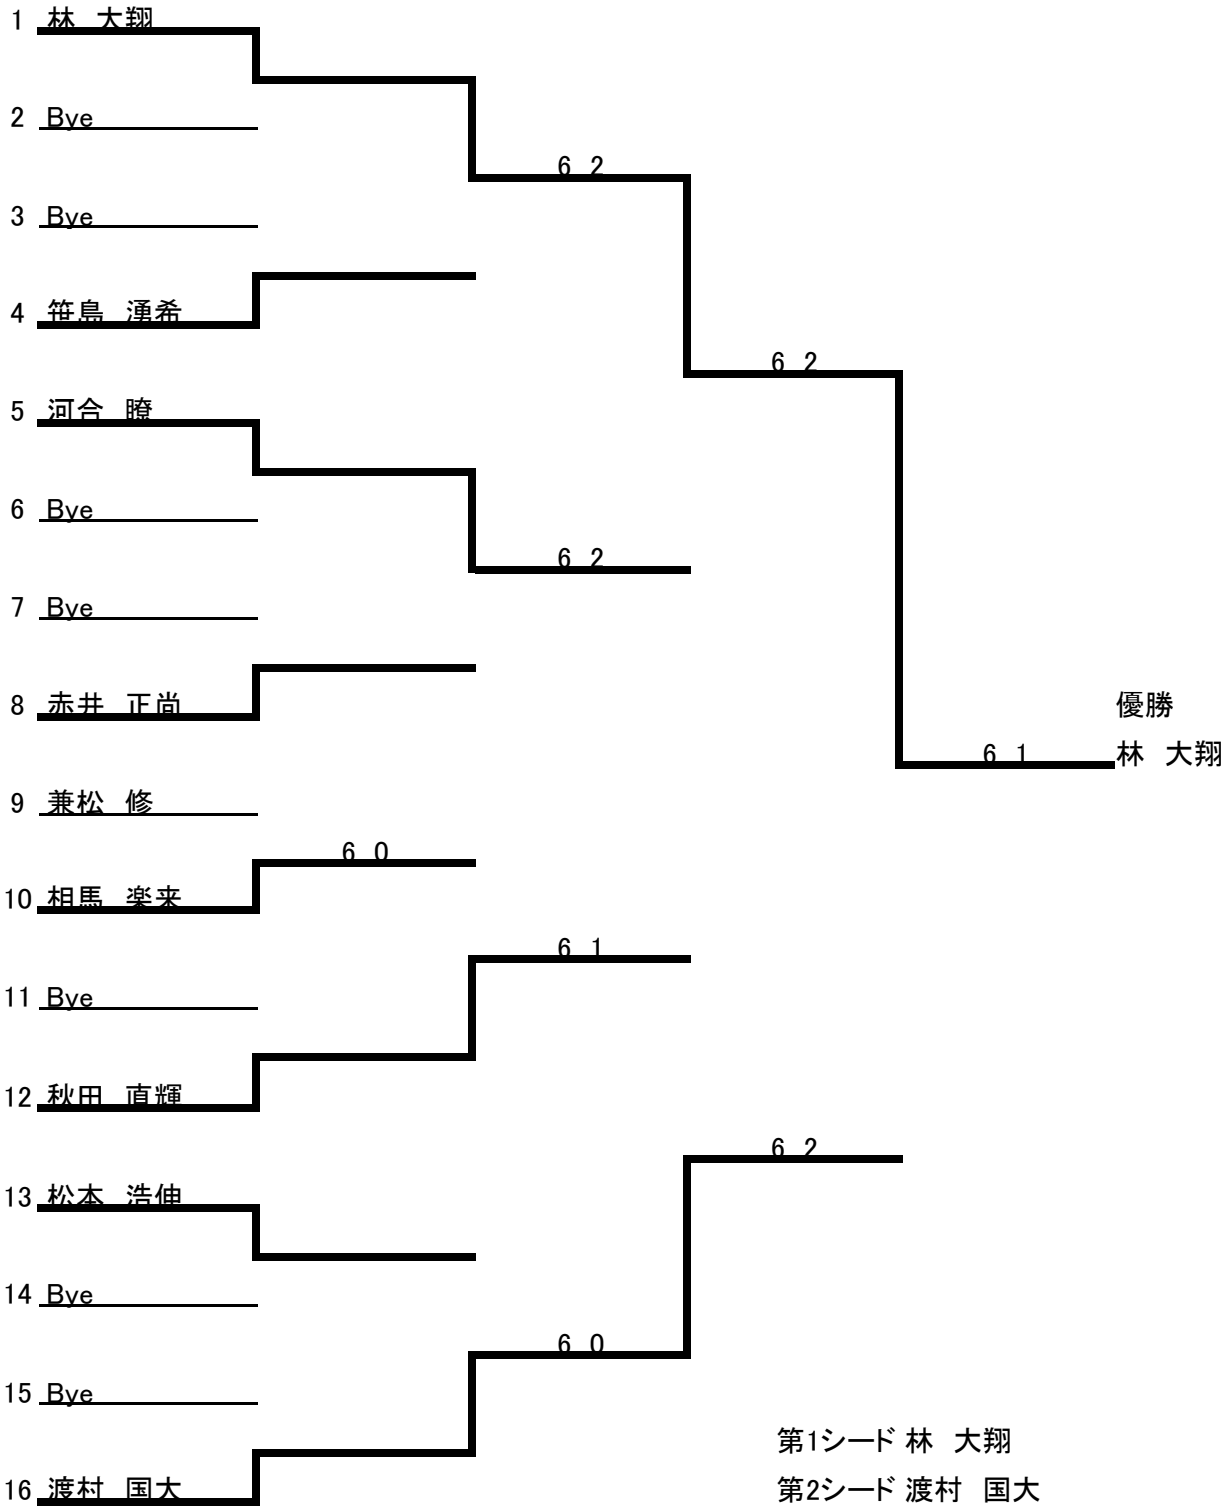 1 林 大翔
2 Bye
6 2
3 Bye
4 笹島 湧希
6 2
5 河合 瞭
6 Bye
6 2
7 Bye
8 赤井 正尚
優勝
6 1 林 大翔
9 兼松 修
6 0
10 相馬 楽来
6 1
11 Bye
12 秋田 直輝
6 2
13 松本 浩伸
14 Bye
6 0
15 Bye
第1シード 林 大翔
16 渡村 国大
第2シード 渡村 国大